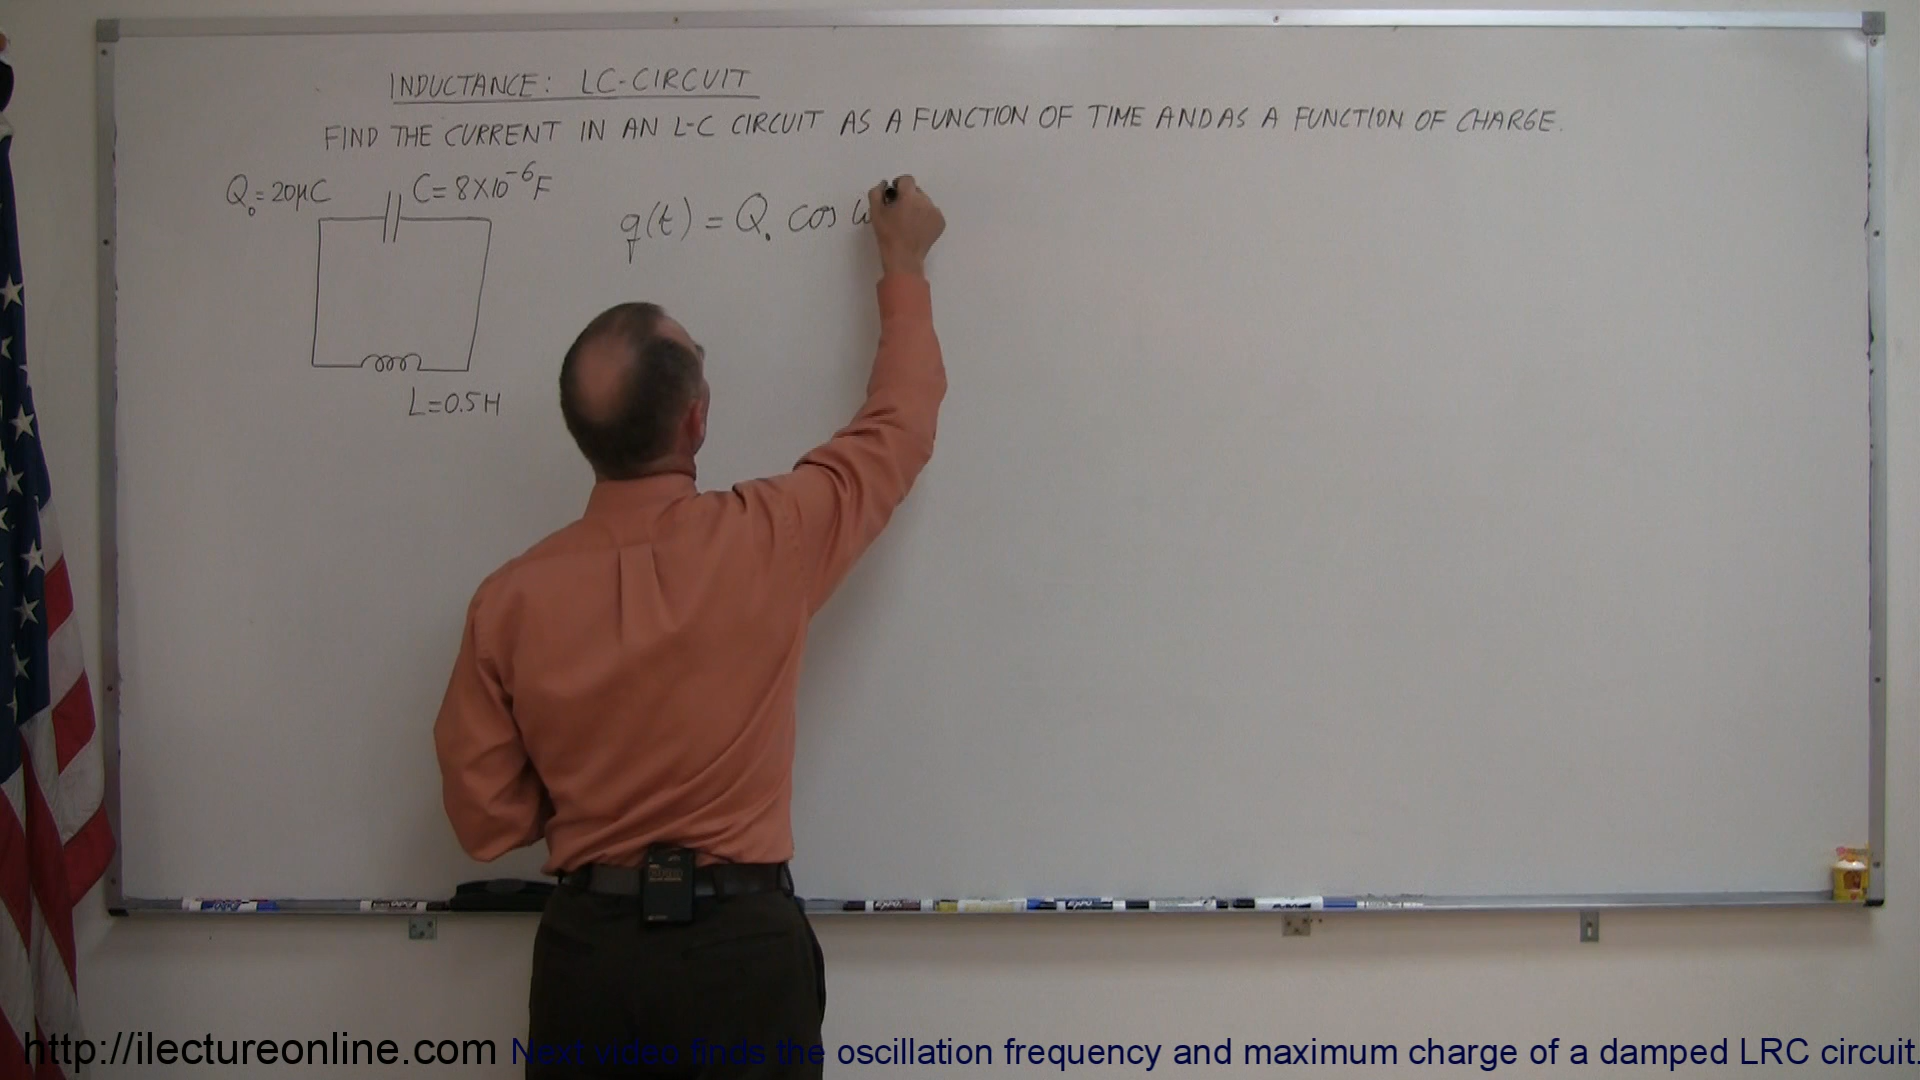 INDUCTANCE: LC-CIRCUIT
FIND THE CURRENT IN AN L-C CIRCUIT AS A FUNCTION OF TIME AND AS A FUNCTION OF CHARGE.
Q₀=20μC
C=8X10⁻⁶F
q(t) = Q₀ cos ω
L=0.5H
EXPO
http://ilectureonline.com
Next video finds the oscillation frequency and maximum charge of a damped LRC circuit.